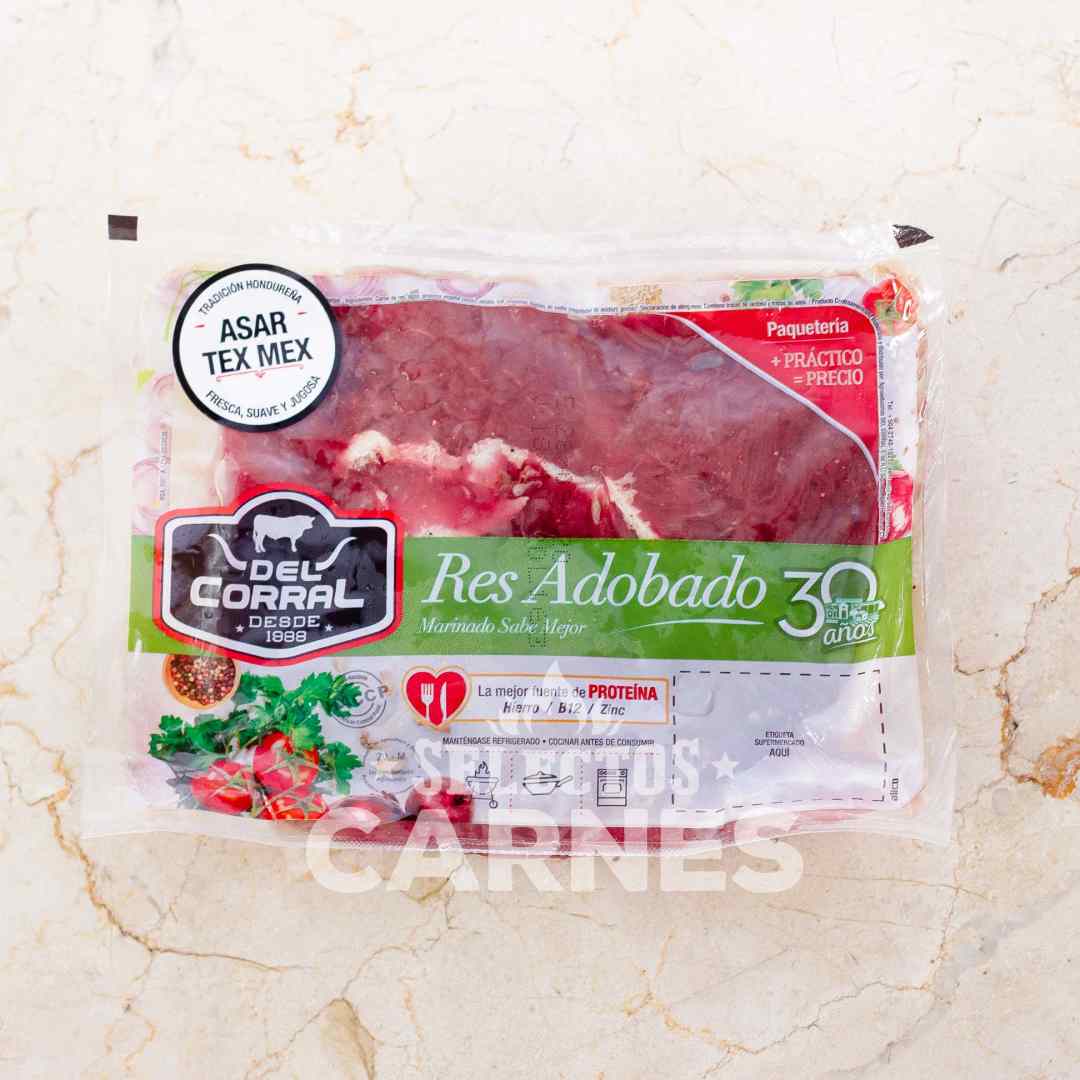 TRADICIÓN HONDUREÑA
ASAR
TEX MEX
FRESCA, SUAVE Y JUGOSA
Paquetería
+ PRÁCTICO
= PRECIO
DEL
CORRAL
DESDE
1988
Res Adobado
Marinado Sabe Mejor
30
años
La mejor fuente de PROTEÍNA
Hierro / B12 / Zinc
MANTÉNGASE REFRIGERADO • COCINAR ANTES DE CONSUMIR
ETIQUETA
SUPERMERCADO
AQUI
alicn
SELECTOS
CARNES